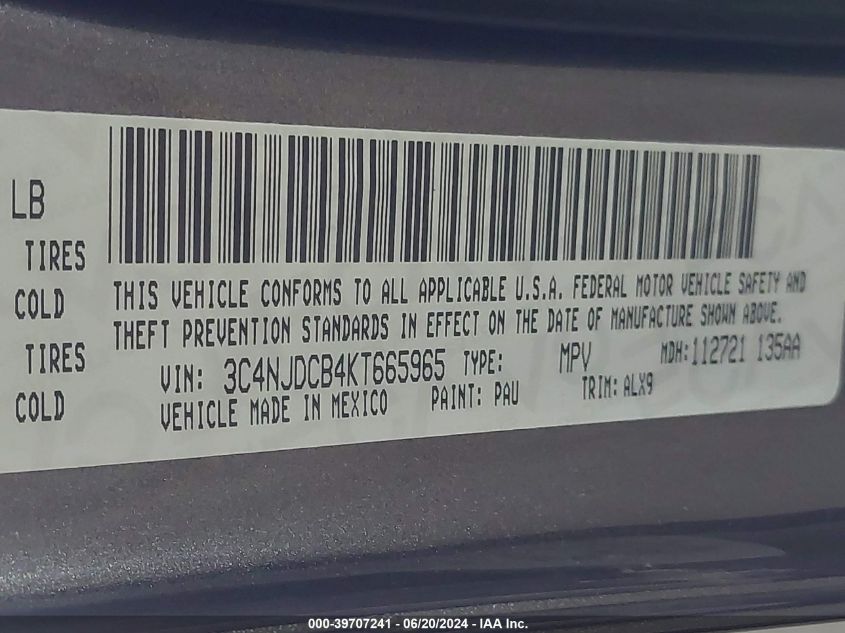 LB
TIRES
COLD
TIRES
COLD
THIS VEHICLE CONFORMS TO ALL APPLICABLE U.S.A. FEDERAL MOTOR VEHICLE SAFETY AND
THEFT PREVENTION STANDARDS IN EFFECT ON THE DATE OF MANUFACTURE SHOWN ABOVE.
VIN: 3C4NJDCB4KT665965 TYPE: MPV MDH: 112721 135AA
VEHICLE MADE IN MEXICO PAINT: PAU TRIM: ALX9
000-39707241 - 06/20/2024 - IAA Inc.